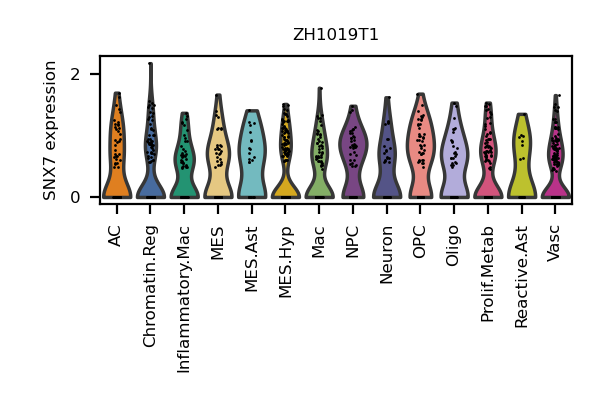 ZH1019T1
SNX7 expression
2
0
AC
Chromatin.Reg
Inflammatory.Mac
MES
MES.Ast
MES.Hyp
Mac
NPC
Neuron
OPC
Oligo
Prolif.Metab
Reactive.Ast
Vasc